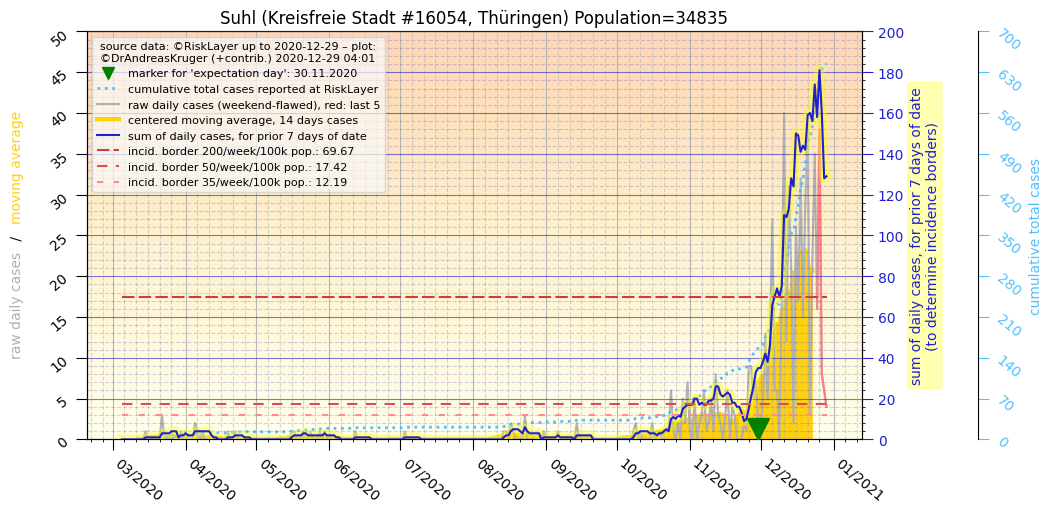 Suhl (Kreisfreie Stadt #16054, Thüringen) Population=34835
source data: ©RiskLayer up to 2020-12-29 – plot:
©DrAndreasKruger (+contrib.) 2020-12-29 04:01
marker for 'expectation day': 30.11.2020
cumulative total cases reported at RiskLayer
raw daily cases (weekend-flawed), red: last 5
centered moving average, 14 days cases
sum of daily cases, for prior 7 days of date
incid. border 200/week/100k pop.: 69.67
incid. border 50/week/100k pop.: 17.42
incid. border 35/week/100k pop.: 12.19
raw daily cases / moving average
50
45
40
35
30
25
20
15
10
5
0
03/2020
04/2020
05/2020
06/2020
07/2020
08/2020
09/2020
10/2020
11/2020
12/2020
01/2021
200
180
160
140
120
100
80
60
40
20
0
sum of daily cases, for prior 7 days of date
(to determine incidence borders)
700
630
560
490
420
350
280
210
140
70
0
cumulative total cases